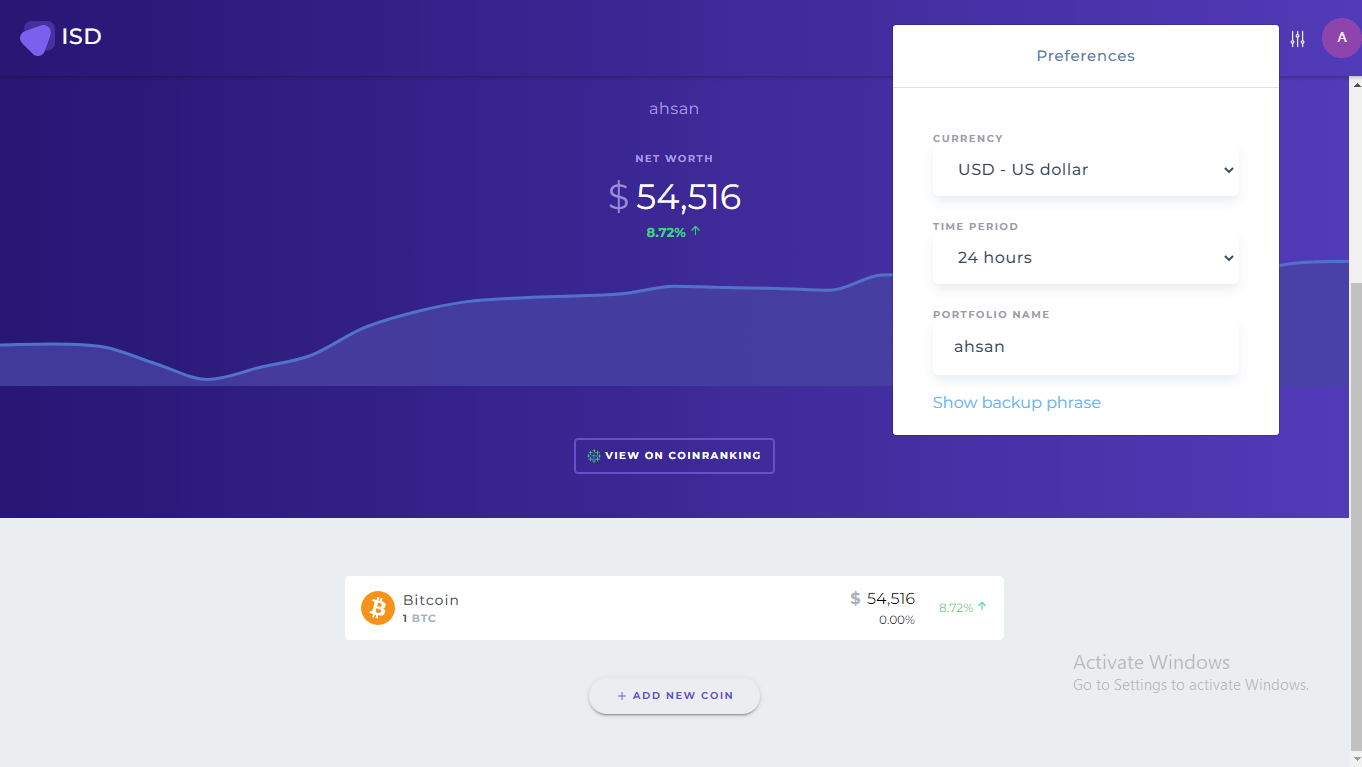 ISD
A
ahsan
NET WORTH
$ 54,516
8.72% ↑
VIEW ON COINRANKING
Preferences
CURRENCY
USD - US dollar
TIME PERIOD
24 hours
PORTFOLIO NAME
ahsan
Show backup phrase
Bitcoin
1 BTC
$ 54,516
0.00%
8.72% ↑
+ ADD NEW COIN
Activate Windows
Go to Settings to activate Windows.